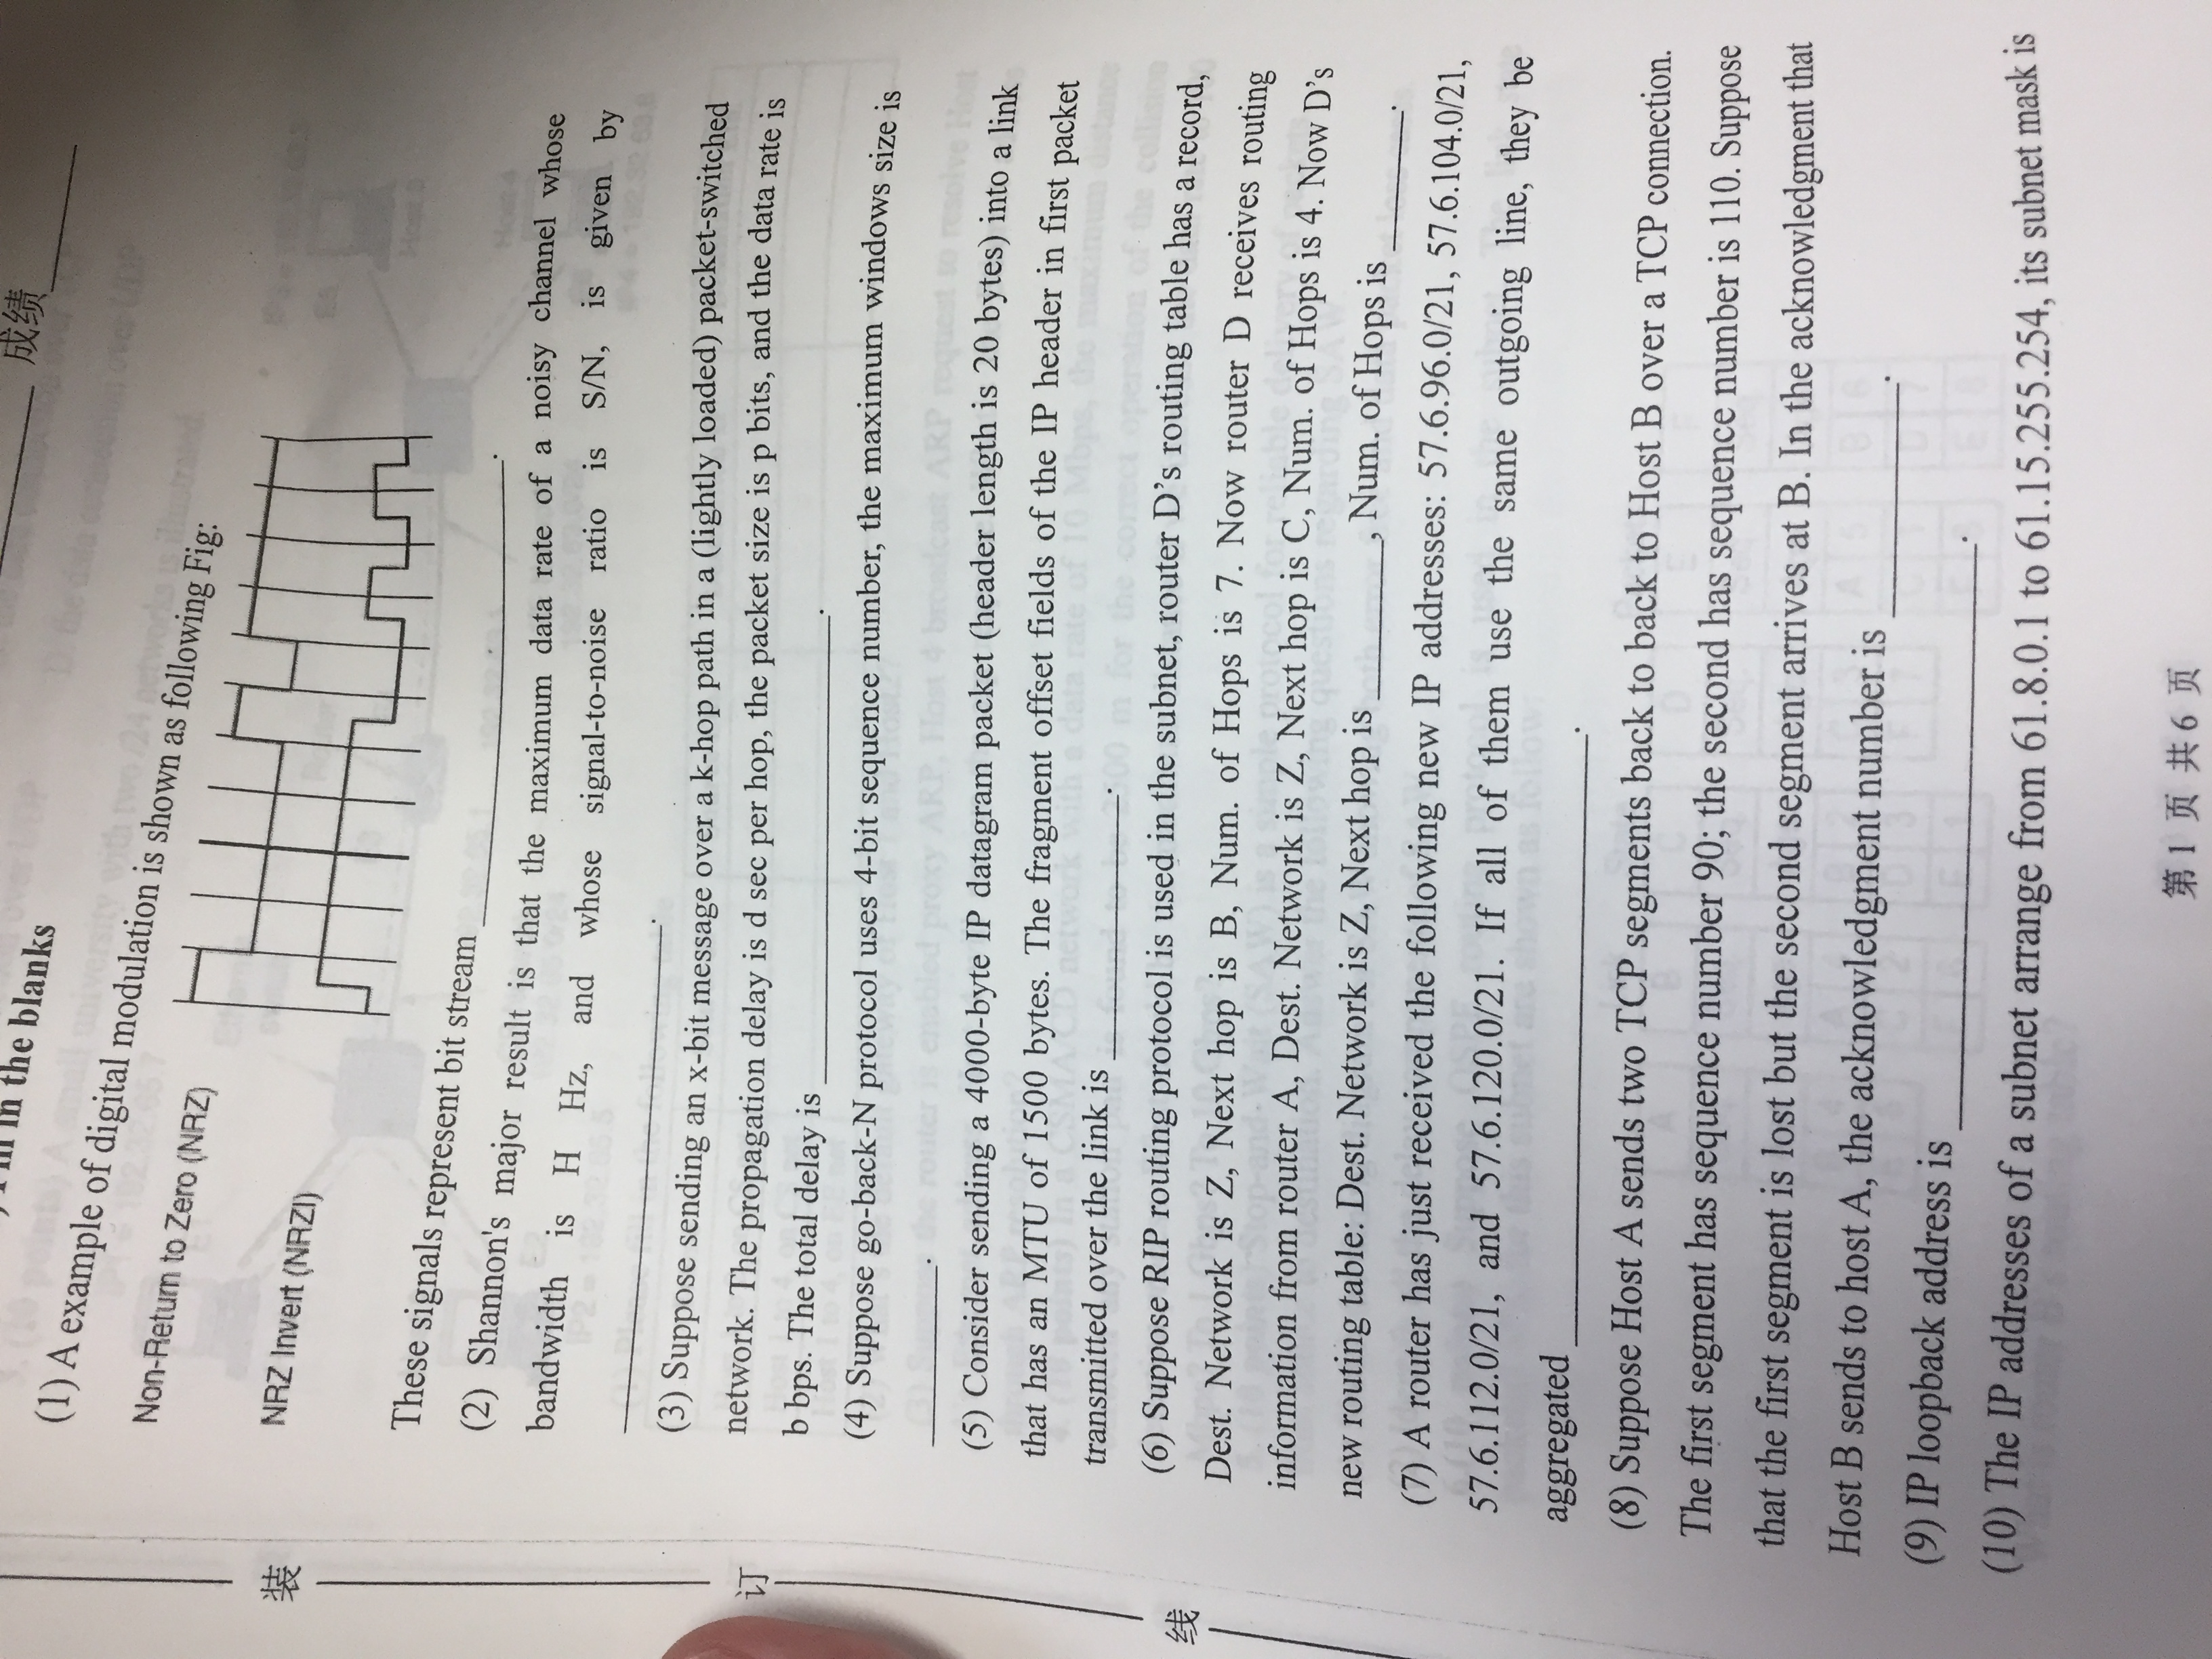 in the blanks
成绩
(1) A example of digital modulation is shown as following Fig:
Non-Return to Zero (NRZ)
NRZ Invert (NRZI)
These signals represent bit stream ____________.
(2) Shannon's major result is that the maximum data rate of a noisy channel whose
bandwidth is H Hz, and whose signal-to-noise ratio is S/N, is given by
____________.
(3) Suppose sending an x-bit message over a k-hop path in a (lightly loaded) packet-switched
network. The propagation delay is d sec per hop, the packet size is p bits, and the data rate is
b bps. The total delay is ____________.
(4) Suppose go-back-N protocol uses 4-bit sequence number, the maximum windows size is
________.
(5) Consider sending a 4000-byte IP datagram packet (header length is 20 bytes) into a link
that has an MTU of 1500 bytes. The fragment offset fields of the IP header in first packet
transmitted over the link is ____________.
(6) Suppose RIP routing protocol is used in the subnet, router D's routing table has a record,
Dest. Network is Z, Next hop is B, Num. of Hops is 7. Now router D receives routing
information from router A, Dest. Network is Z, Next hop is C, Num. of Hops is 4. Now D's
new routing table: Dest. Network is Z, Next hop is ________, Num. of Hops is _______.
(7) A router has just received the following new IP addresses: 57.6.96.0/21, 57.6.104.0/21,
57.6.112.0/21, and 57.6.120.0/21. If all of them use the same outgoing line, they be
aggregated ____________.
(8) Suppose Host A sends two TCP segments back to back to Host B over a TCP connection.
The first segment has sequence number 90; the second has sequence number is 110. Suppose
that the first segment is lost but the second segment arrives at B. In the acknowledgment that
Host B sends to host A, the acknowledgment number is __________.
(9) IP loopback address is ____________.
(10) The IP addresses of a subnet arrange from 61.8.0.1 to 61.15.255.254, its subnet mask is
第 1 页 共 6 页
装
订
线